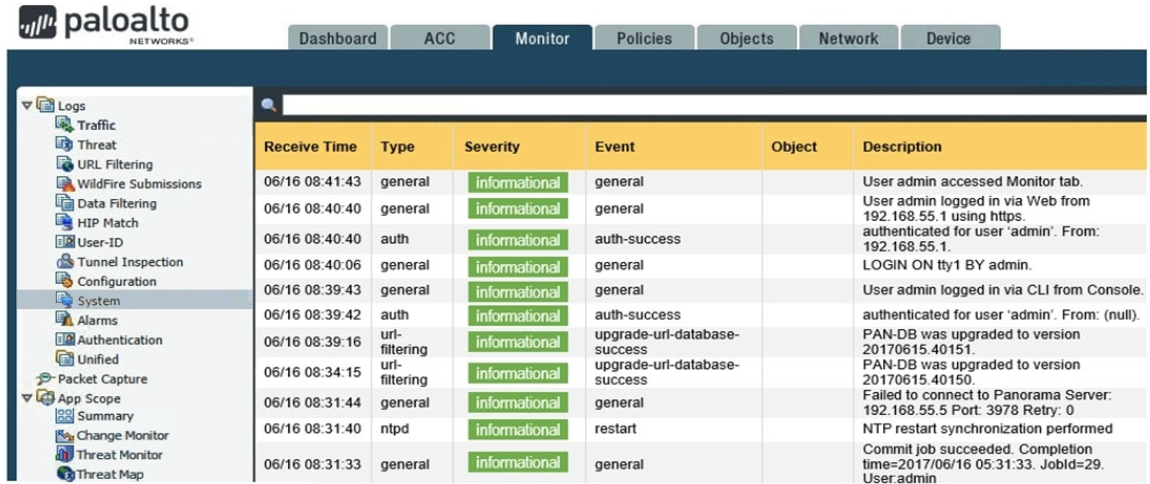 paloalto
NETWORKS®
Dashboard ACC Monitor Policies Objects Network Device
Logs
Traffic
Threat
URL Filtering
WildFire Submissions
Data Filtering
HIP Match
User-ID
Tunnel Inspection
Configuration
System
Alarms
Authentication
Unified
Packet Capture
App Scope
Summary
Change Monitor
Threat Monitor
Threat Map
Receive Time Type Severity Event Object Description
06/16 08:41:43 general informational general User admin accessed Monitor tab.
06/16 08:40:40 general informational general User admin logged in via Web from
192.168.55.1 using https.
06/16 08:40:40 auth informational auth-success authenticated for user 'admin'. From:
192.168.55.1.
06/16 08:40:06 general informational general LOGIN ON tty1 BY admin.
06/16 08:39:43 general informational general User admin logged in via CLI from Console.
06/16 08:39:42 auth informational auth-success authenticated for user 'admin'. From: (null).
06/16 08:39:16 url- informational upgrade-url-database- PAN-DB was upgraded to version
filtering success 20170615.40151.
06/16 08:34:15 url- informational upgrade-url-database- PAN-DB was upgraded to version
filtering success 20170615.40150.
06/16 08:31:44 general informational general Failed to connect to Panorama Server:
192.168.55.5 Port: 3978 Retry: 0
06/16 08:31:40 ntpd informational restart NTP restart synchronization performed
06/16 08:31:33 general informational general Commit job succeeded. Completion
time=2017/06/16 05:31:33. JobId=29.
User:admin